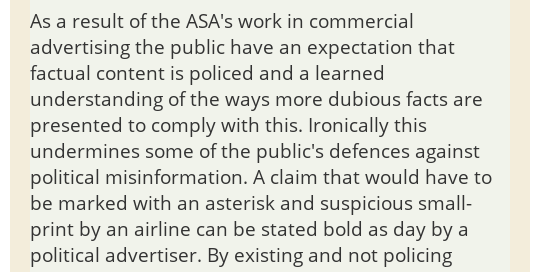 As a result of the ASA's work in commercial
advertising the public have an expectation that
factual content is policed and a learned
understanding of the ways more dubious facts are
presented to comply with this. Ironically this
undermines some of the public's defences against
political misinformation. A claim that would have to
be marked with an asterisk and suspicious small-
print by an airline can be stated bold as day by a
political advertiser. By existing and not policing